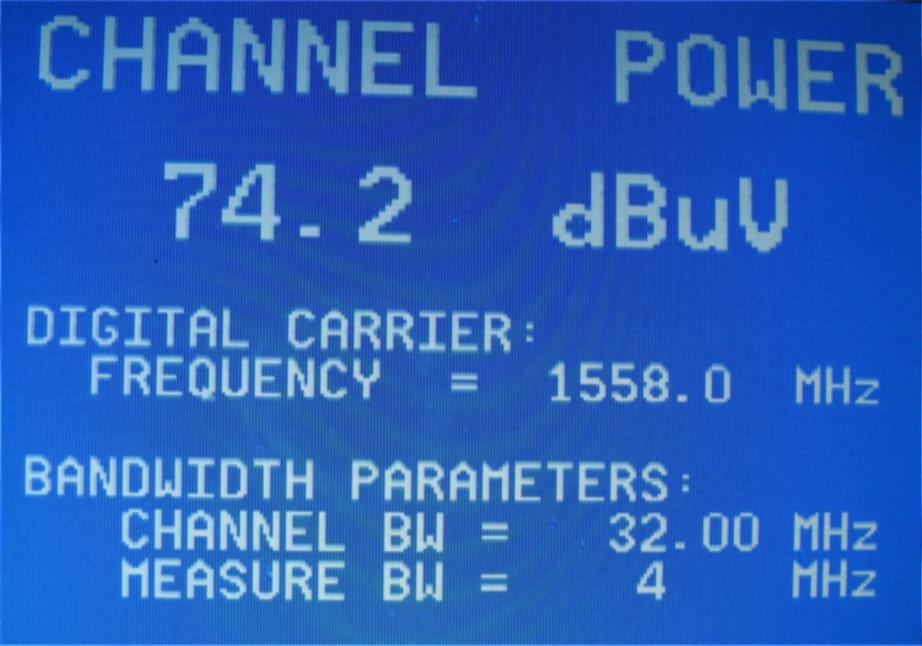 CHANNEL POWER
74.2 dBuV
DIGITAL CARRIER:
FREQUENCY = 1558.0 MHz
BANDWIDTH PARAMETERS:
CHANNEL BW = 32.00 MHz
MEASURE BW = 4 MHz